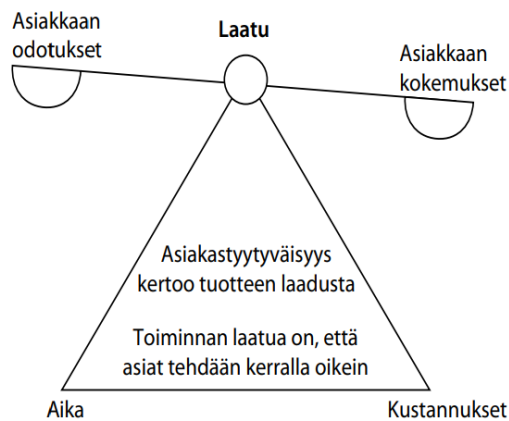 Asiakkaan
odotukset
Laatu
Asiakkaan
kokemukset
Asiakastyytyväisyys
kertoo tuotteen laadusta
Toiminnan laatua on, että
asiat tehdään kerralla oikein
Aika
Kustannukset